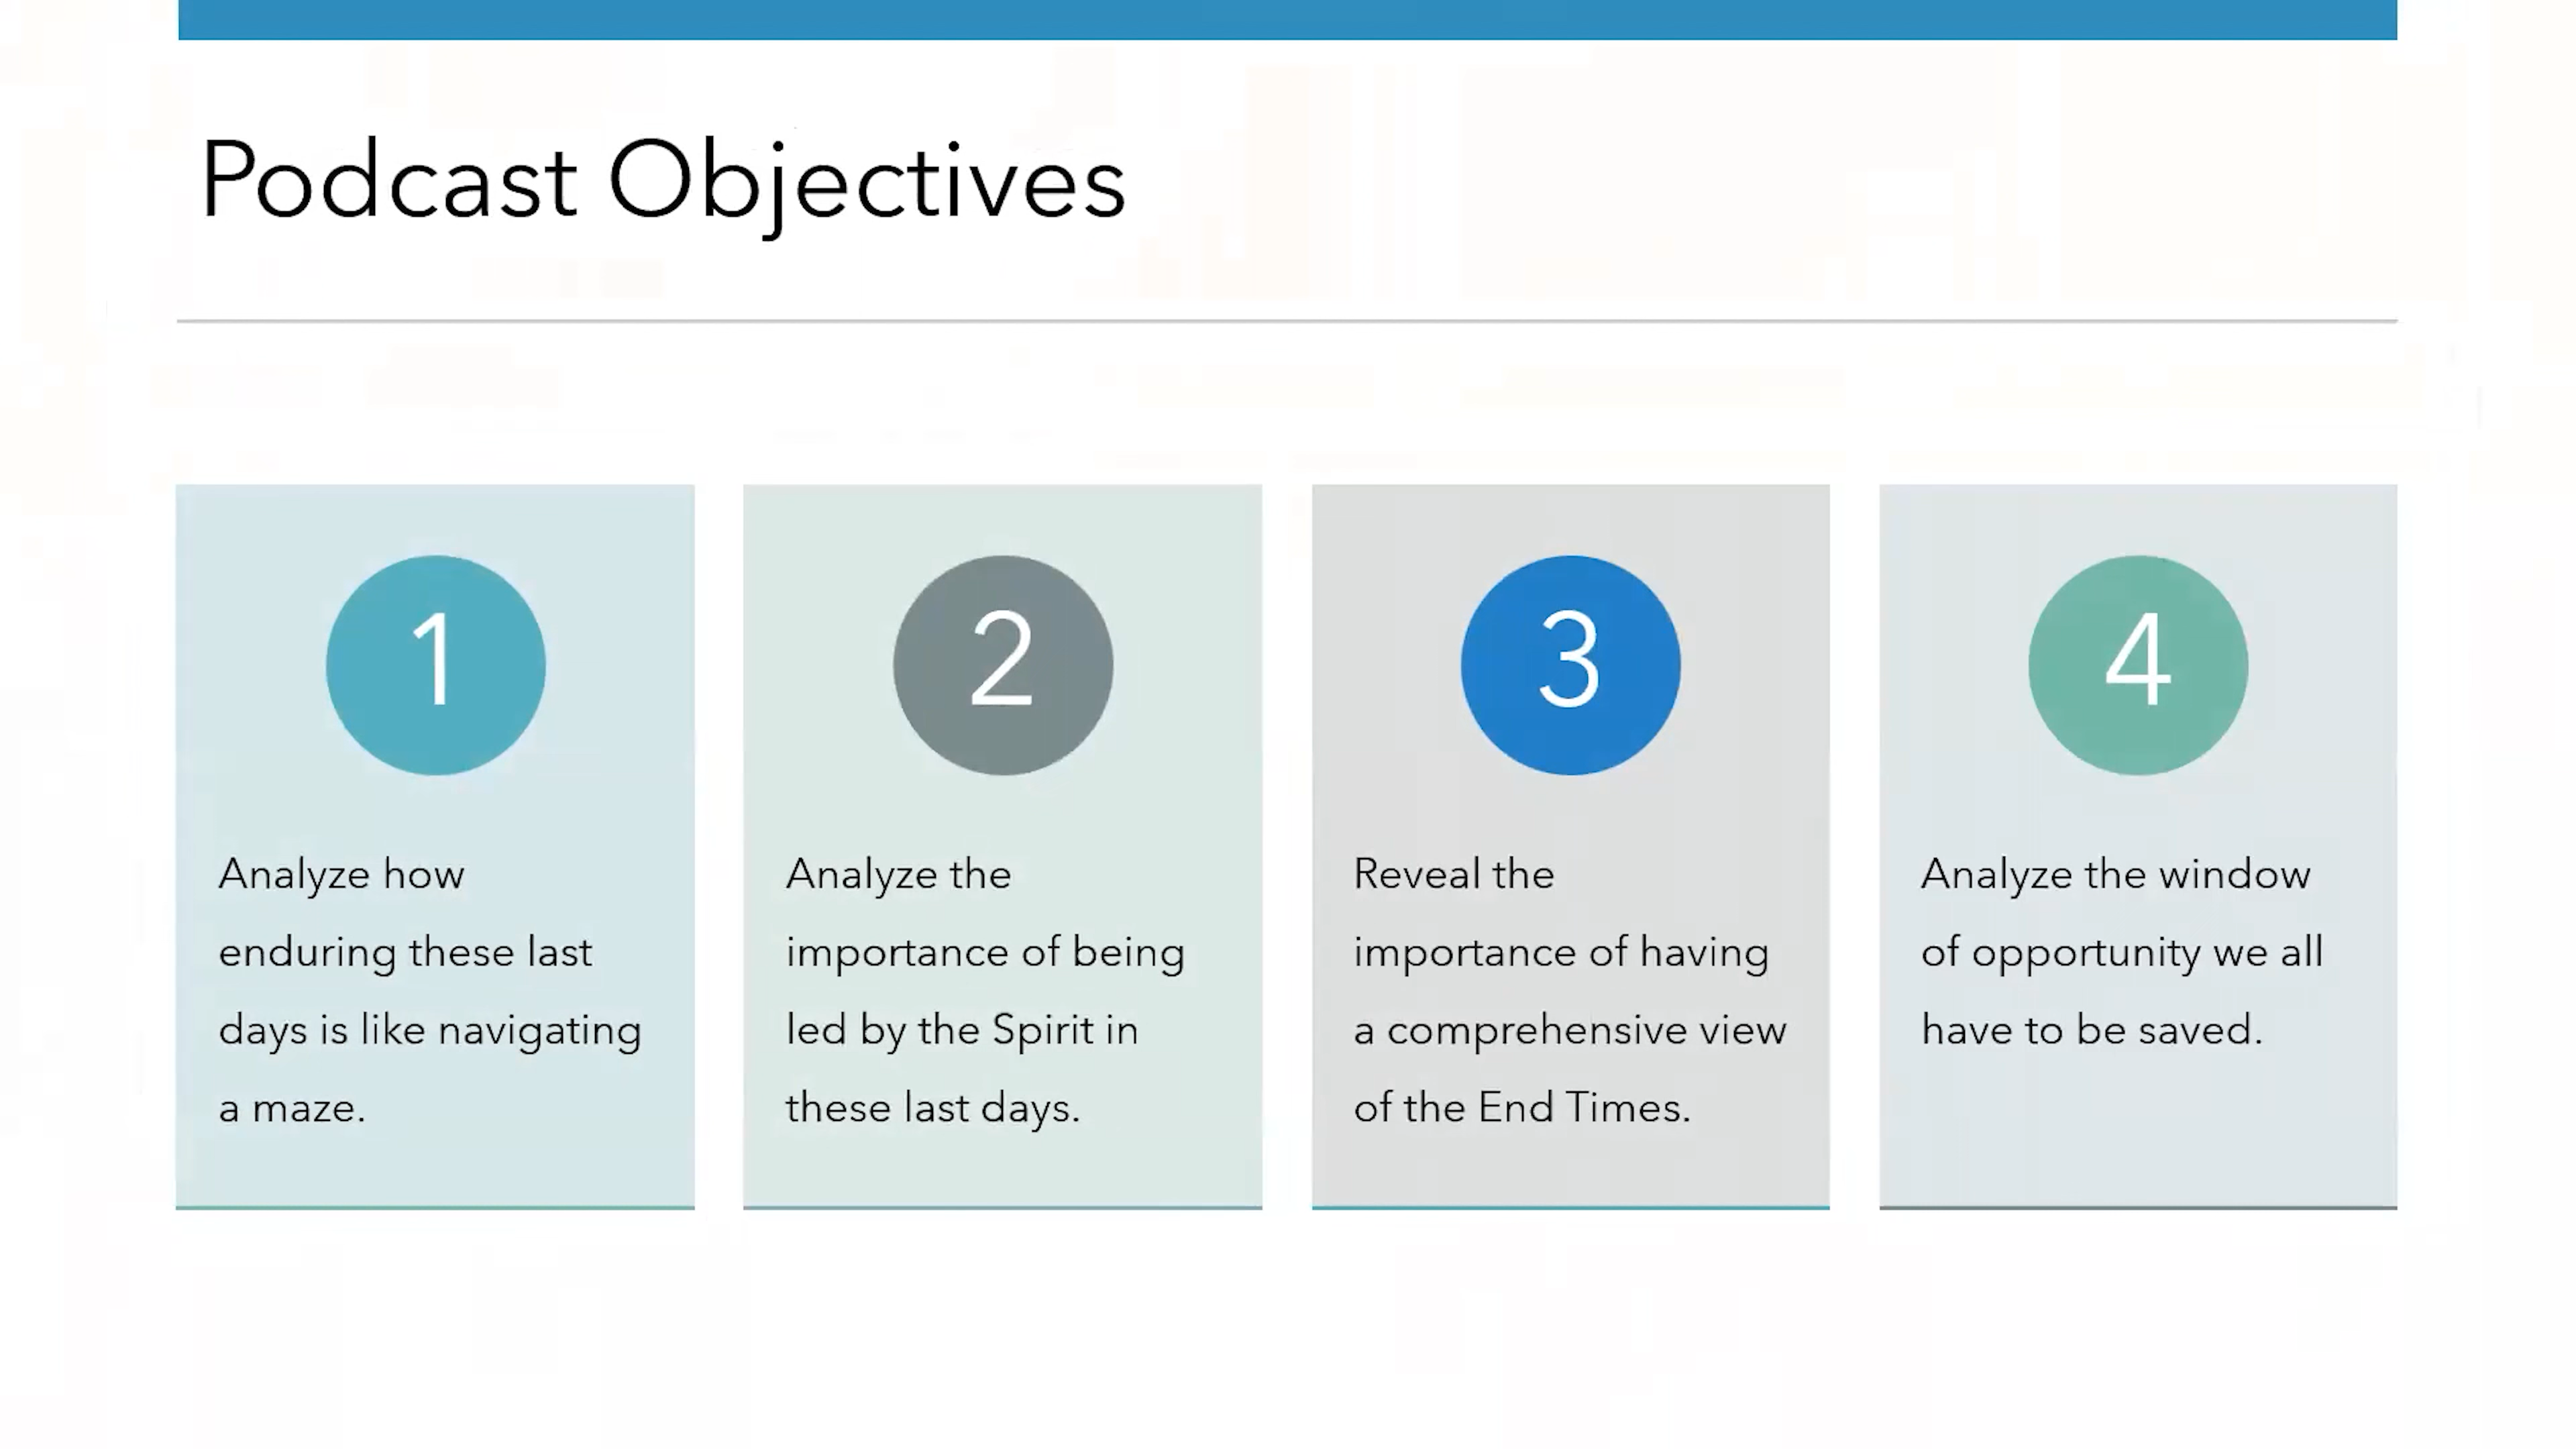 Podcast Objectives
1
Analyze how
enduring these last
days is like navigating
a maze.
2
Analyze the
importance of being
led by the Spirit in
these last days.
3
Reveal the
importance of having
a comprehensive view
of the End Times.
4
Analyze the window
of opportunity we all
have to be saved.